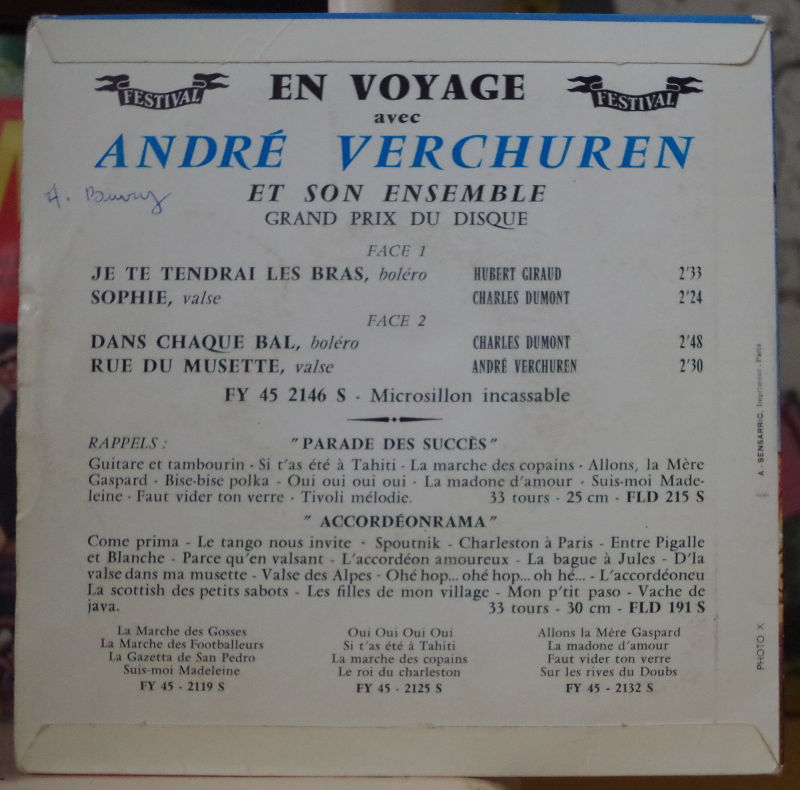 FESTIVAL EN VOYAGE FESTIVAL
avec
ANDRÉ VERCHUREN
ET SON ENSEMBLE
GRAND PRIX DU DISQUE
FACE 1
JE TE TENDRAI LES BRAS, boléro HUBERT GIRAUD 2'33
SOPHIE, valse CHARLES DUMONT 2'24
FACE 2
DANS CHAQUE BAL, boléro CHARLES DUMONT 2'48
RUE DU MUSETTE, valse ANDRÉ VERCHUREN 2'30
FY 45 2146 S · Microsillon incassable
RAPPELS : "PARADE DES SUCCÈS"
Guitare et tambourin · Si t'as été à Tahiti · La marche des copains · Allons, la Mère
Gaspard · Bise-bise polka - Oui oui oui oui - La madone d'amour · Suis-moi Made-
leine · Faut vider ton verre · Tivoli mélodie. 33 tours · 25 cm · FLD 215 S
" ACCORDÉONRAMA "
Come prima - Le tango nous invite - Spoutnik - Charleston à Paris - Entre Pigalle
et Blanche - Parce qu'en valsant - L'accordéon amoureux - La bague à Jules - D'la
valse dans ma musette - Valse des Alpes - Ohé hop... ohé hop... oh hé... - L'accordéoneu
La scottish des petits sabots - Les filles de mon village - Mon p'tit paso - Vache de
java. 33 tours - 30 cm - FLD 191 S
La Marche des Gosses
La Marche des Footballeurs
La Gazetta de San Pedro
Suis-moi Madeleine
FY 45 - 2119 S
Oui Oui Oui Oui
Si t'as été à Tahiti
La marche des copains
Le roi du charleston
FY 45 - 2125 S
Allons la Mère Gaspard
La madone d'amour
Faut vider ton verre
Sur les rives du Doubs
FY 45 - 2132 S
A - SENSARRIC, Imprimeur - Paris
PHOTO X.